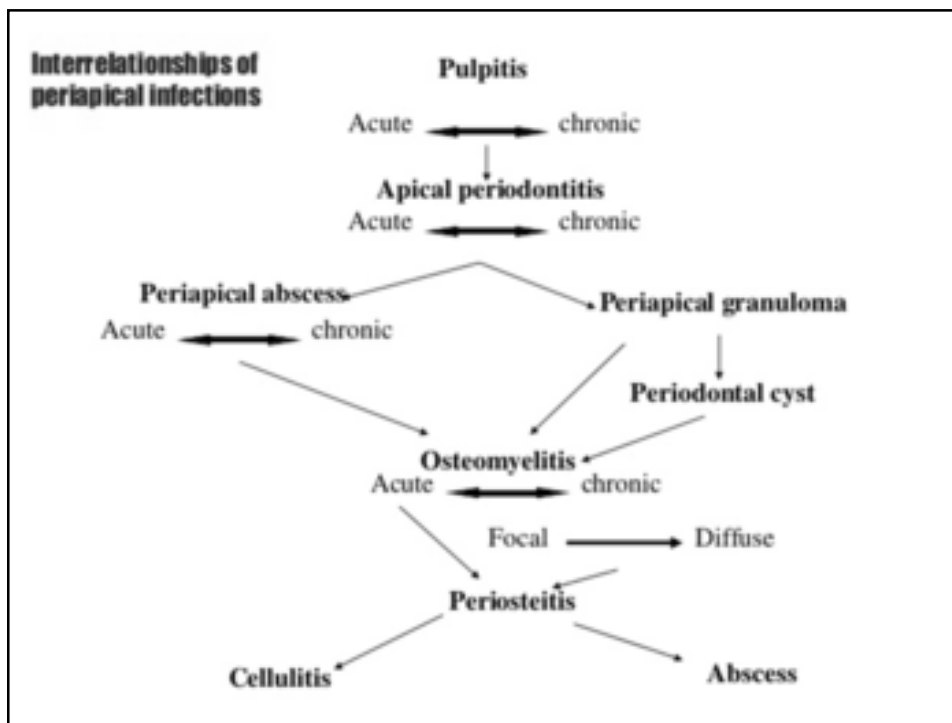 Interrelationships of
periapical infections
Pulpitis
Acute chronic
Apical periodontitis
Acute chronic
Periapical abscess
Periapical granuloma
Acute chronic
Periodontal cyst
Osteomyelitis
Acute chronic
Focal Diffuse
Periosteitis
Cellulitis
Abscess